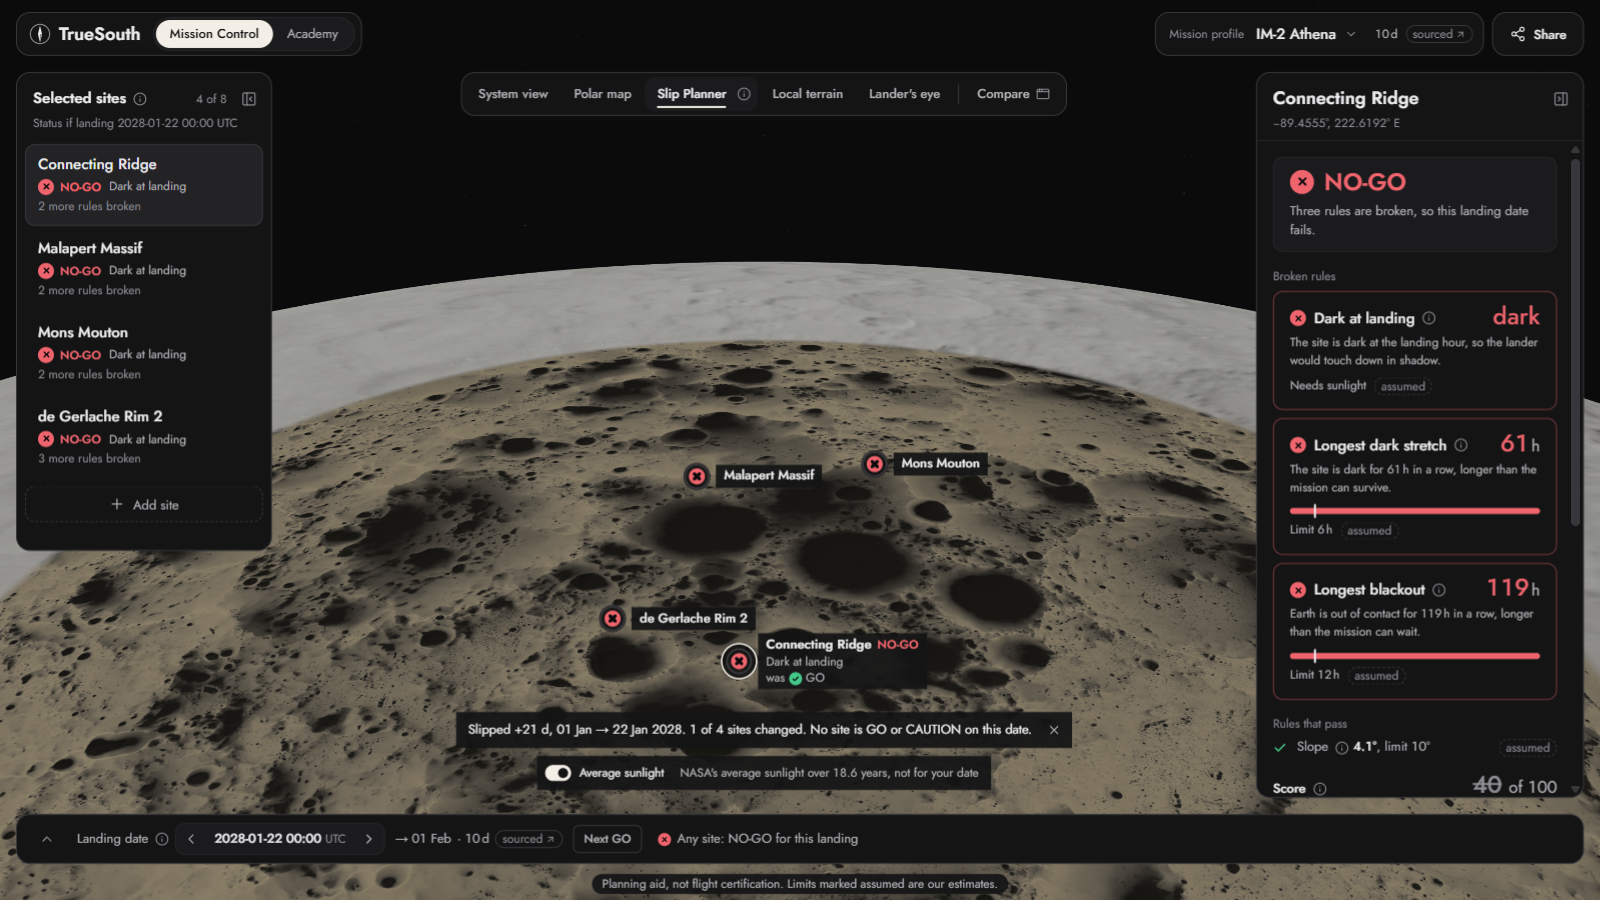 TrueSouth
Mission Control
Academy
Mission profile IM-2 Athena 10d sourced ↗
Share
Selected sites 4 of 8
Status if landing 2028-01-22 00:00 UTC
Connecting Ridge
NO-GO Dark at landing
2 more rules broken
Malapert Massif
NO-GO Dark at landing
2 more rules broken
Mons Mouton
NO-GO Dark at landing
2 more rules broken
de Gerlache Rim 2
NO-GO Dark at landing
3 more rules broken
+ Add site
System view
Polar map
Slip Planner
Local terrain
Lander's eye
Compare
Malapert Massif
Mons Mouton
de Gerlache Rim 2
Connecting Ridge NO-GO
Dark at landing
was GO
Slipped +21 d, 01 Jan → 22 Jan 2028. 1 of 4 sites changed. No site is GO or CAUTION on this date.
Average sunlight NASA's average sunlight over 18.6 years, not for your date
Connecting Ridge
−89.4555°, 222.6192° E
NO-GO
Three rules are broken, so this landing date
fails.
Broken rules
Dark at landing dark
The site is dark at the landing hour, so the lander
would touch down in shadow.
Needs sunlight assumed
Longest dark stretch 61 h
The site is dark for 61 h in a row, longer than the
mission can survive.
Limit 6 h assumed
Longest blackout 119 h
Earth is out of contact for 119 h in a row, longer
than the mission can wait.
Limit 12 h assumed
Rules that pass
Slope 4.1°, limit 10° assumed
Score 40 of 100
Landing date 2028-01-22 00:00 UTC → 01 Feb · 10d sourced ↗ Next GO Any site: NO-GO for this landing
Planning aid, not flight certification. Limits marked assumed are our estimates.